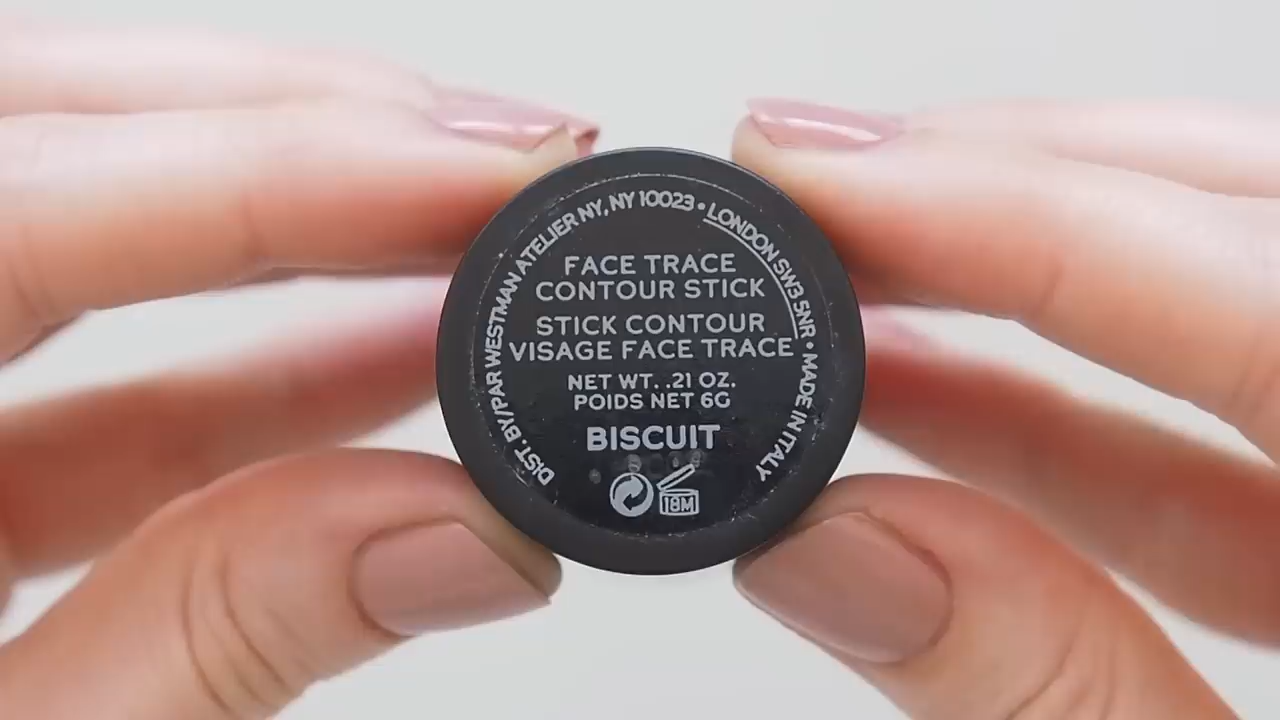 DIST. BY/PAR WESTMAN ATELIER NY, NY 10023 • LONDON SW3 5NR • MADE IN ITALY
FACE TRACE
CONTOUR STICK
STICK CONTOUR
VISAGE FACE TRACE
NET WT. .21 OZ.
POIDS NET 6G
BISCUIT
18M